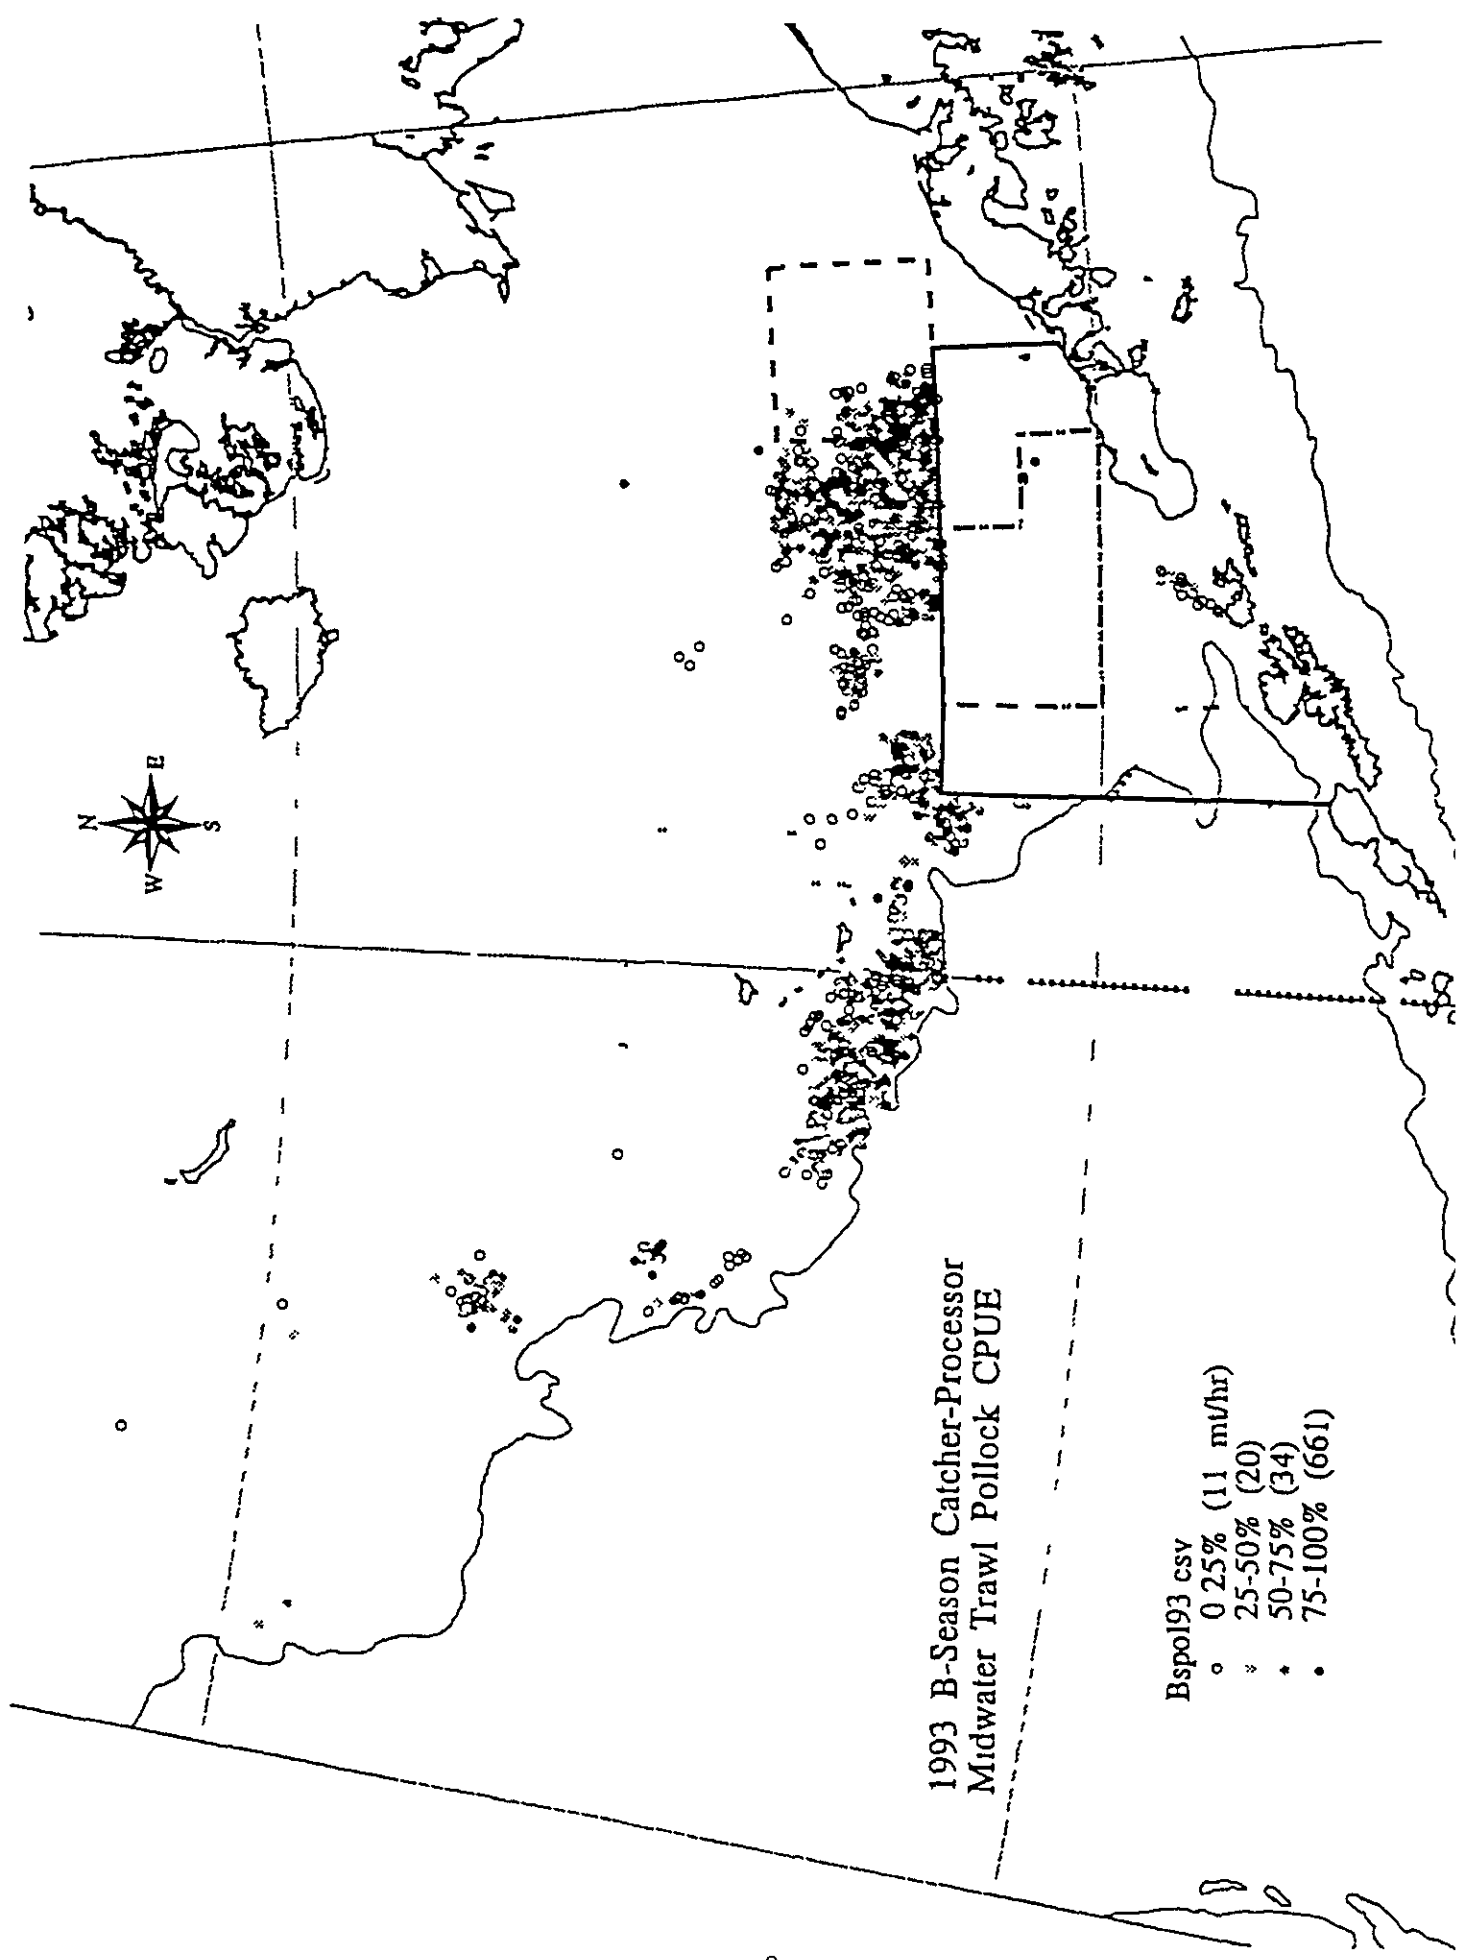 N
W
E
S
1993 B-Season Catcher-Processor
Midwater Trawl Pollock CPUE
Bspol93 csv
0 25% (11 mt/hr)
25-50% (20)
50-75% (34)
75-100% (661)